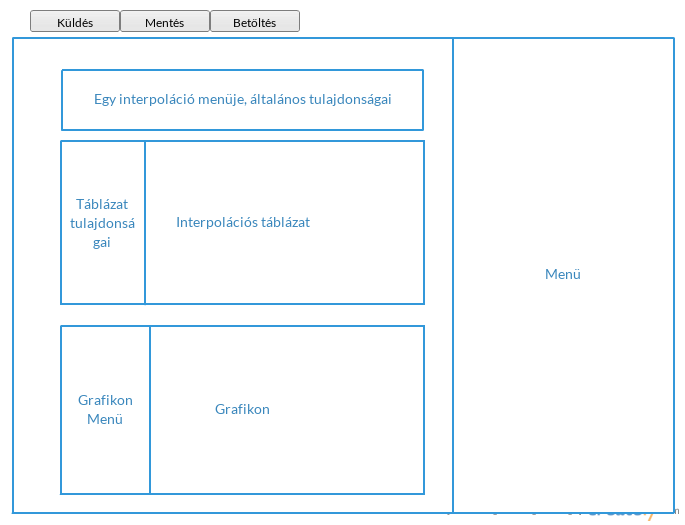 Küldés Mentés Betöltés
Egy interpoláció menüje, általános tulajdonságai
Táblázat
tulajdonsá
gai
Interpolációs táblázat
Menü
Grafikon
Menü
Grafikon